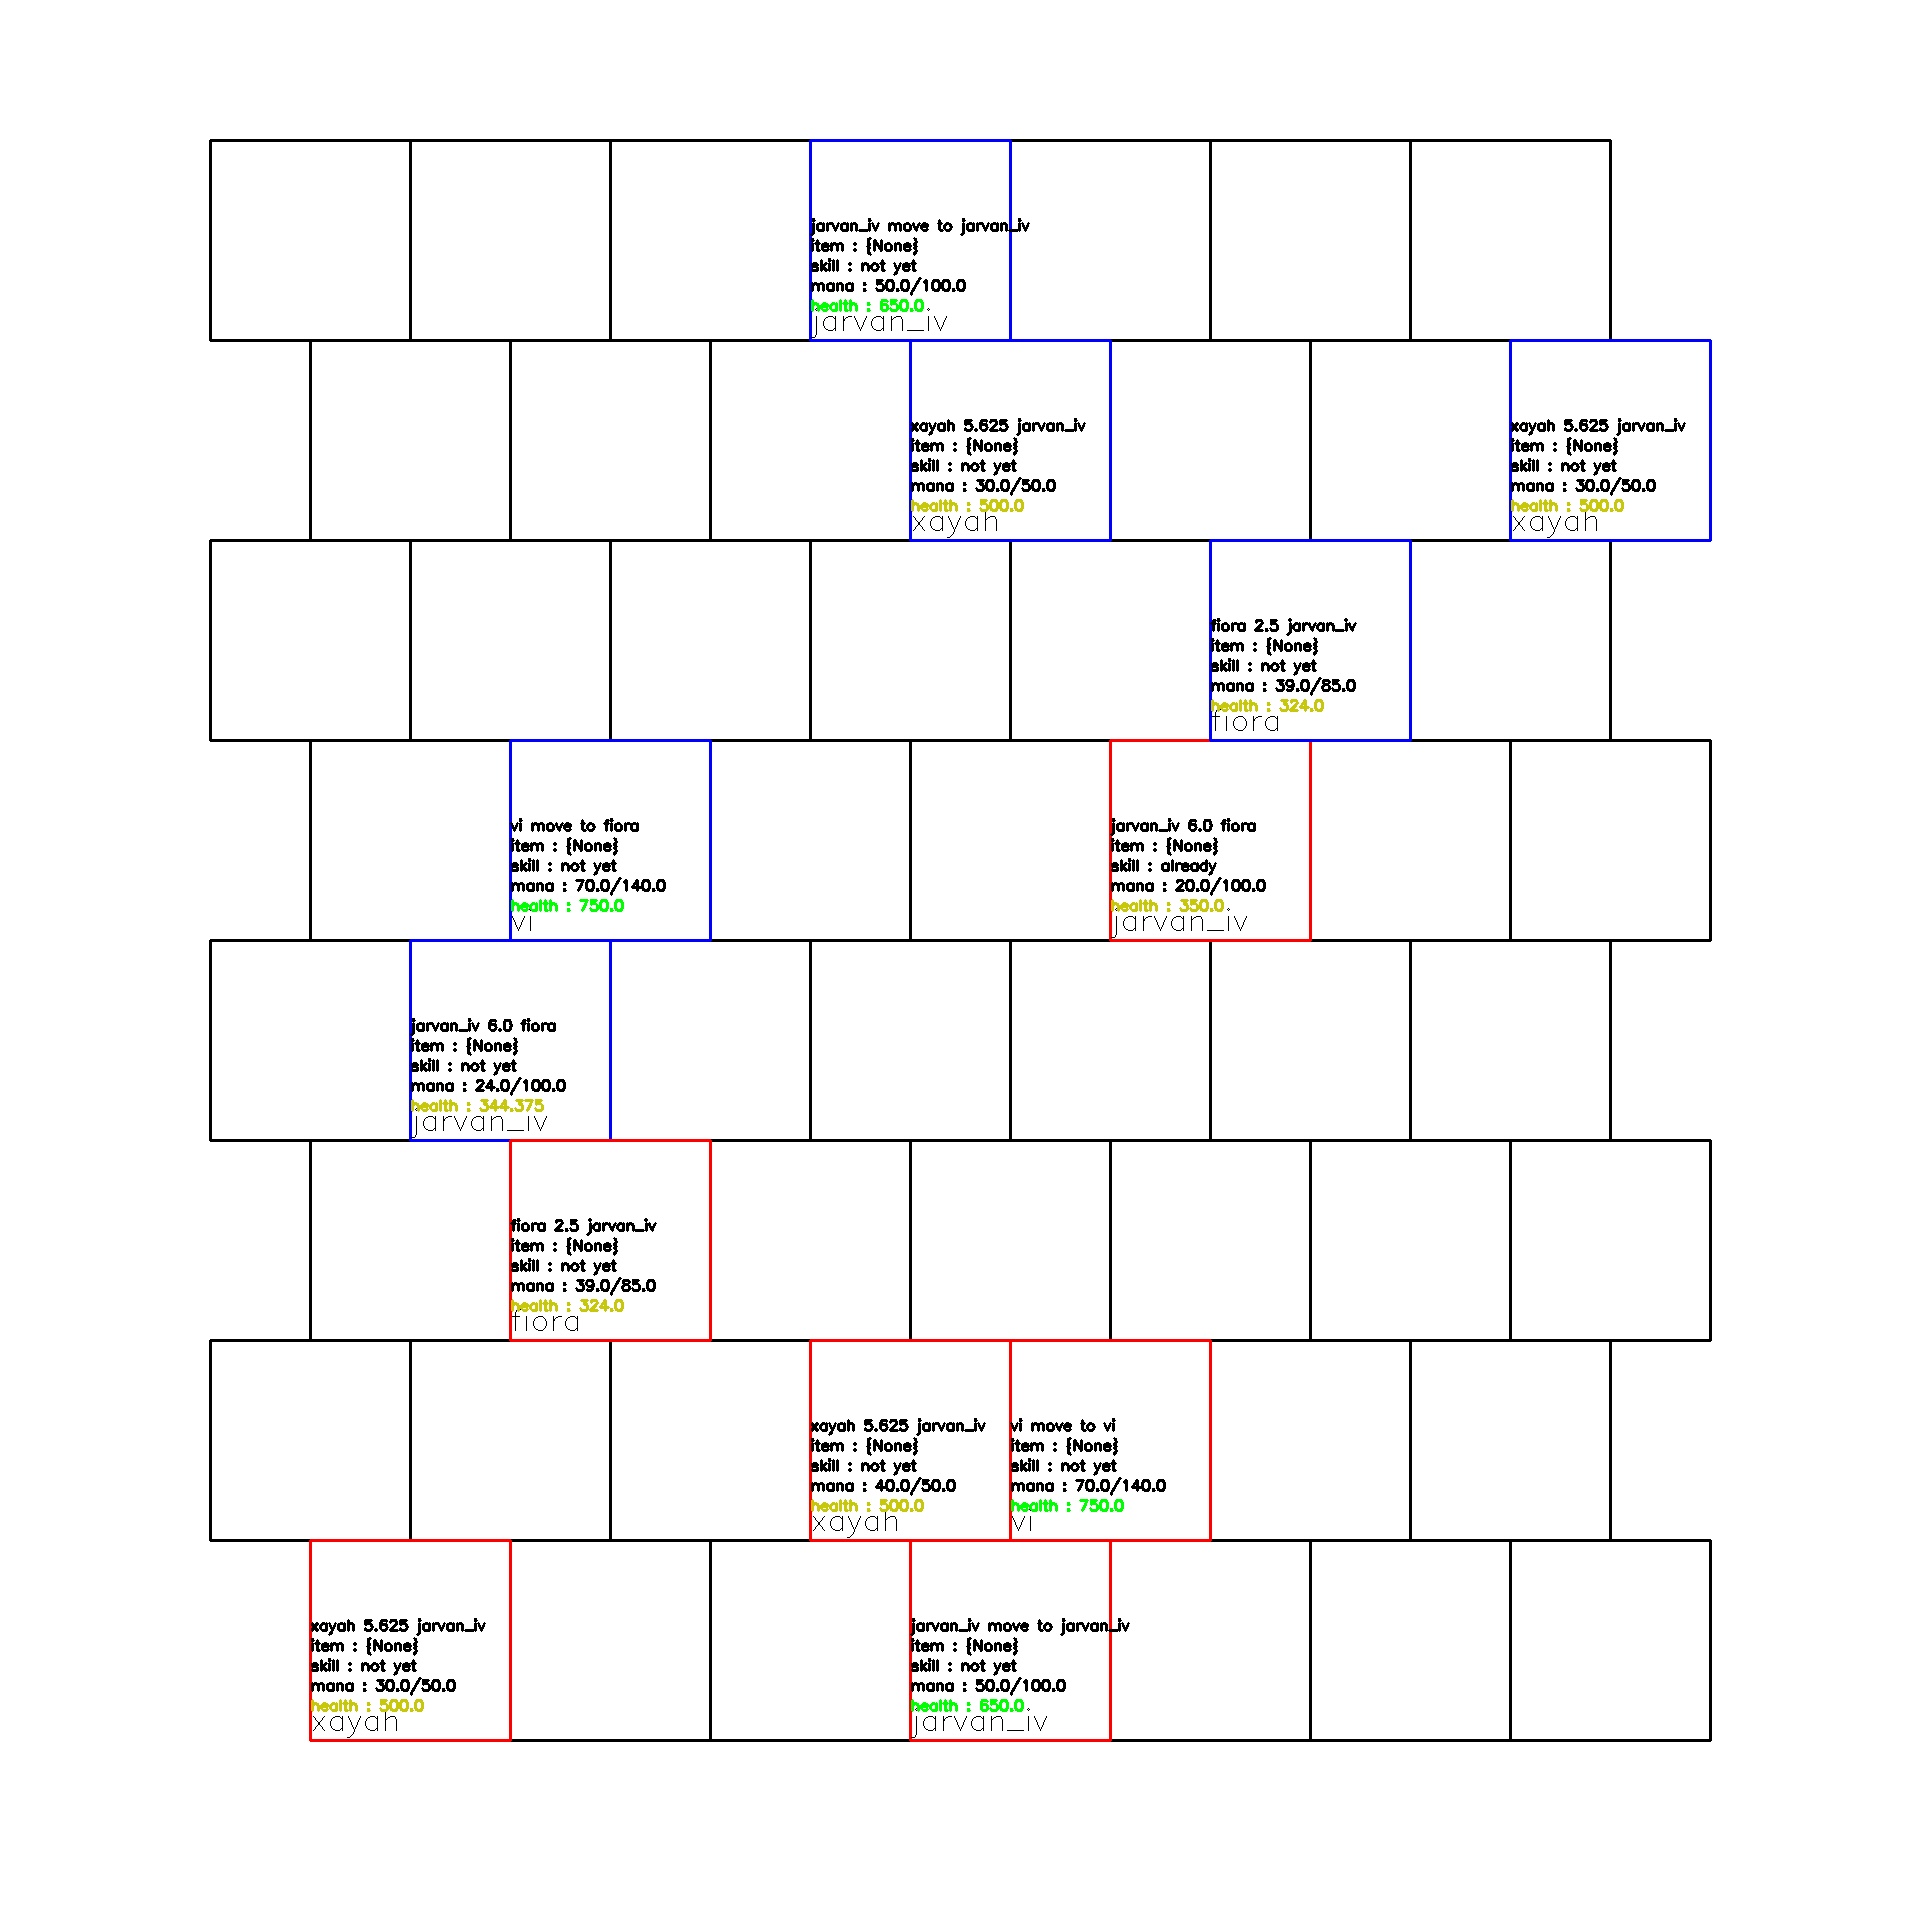 jarvan_iv move to jarvan_iv
item : {None}
skill : not yet
mana : 50.0/100.0
health : 650.0
jarvan_iv
xayah 5.625 jarvan_iv
item : {None}
skill : not yet
mana : 30.0/50.0
health : 500.0
xayah
xayah 5.625 jarvan_iv
item : {None}
skill : not yet
mana : 30.0/50.0
health : 500.0
xayah
fiora 2.5 jarvan_iv
item : {None}
skill : not yet
mana : 39.0/85.0
health : 324.0
fiora
vi move to fiora
item : {None}
skill : not yet
mana : 70.0/140.0
health : 750.0
vi
jarvan_iv 6.0 fiora
item : {None}
skill : already
mana : 20.0/100.0
health : 350.0
jarvan_iv
jarvan_iv 6.0 fiora
item : {None}
skill : not yet
mana : 24.0/100.0
health : 344.375
jarvan_iv
fiora 2.5 jarvan_iv
item : {None}
skill : not yet
mana : 39.0/85.0
health : 324.0
fiora
xayah 5.625 jarvan_iv
item : {None}
skill : not yet
mana : 40.0/50.0
health : 500.0
xayah
vi move to vi
item : {None}
skill : not yet
mana : 70.0/140.0
health : 750.0
vi
xayah 5.625 jarvan_iv
item : {None}
skill : not yet
mana : 30.0/50.0
health : 500.0
xayah
jarvan_iv move to jarvan_iv
item : {None}
skill : not yet
mana : 50.0/100.0
health : 650.0
jarvan_iv